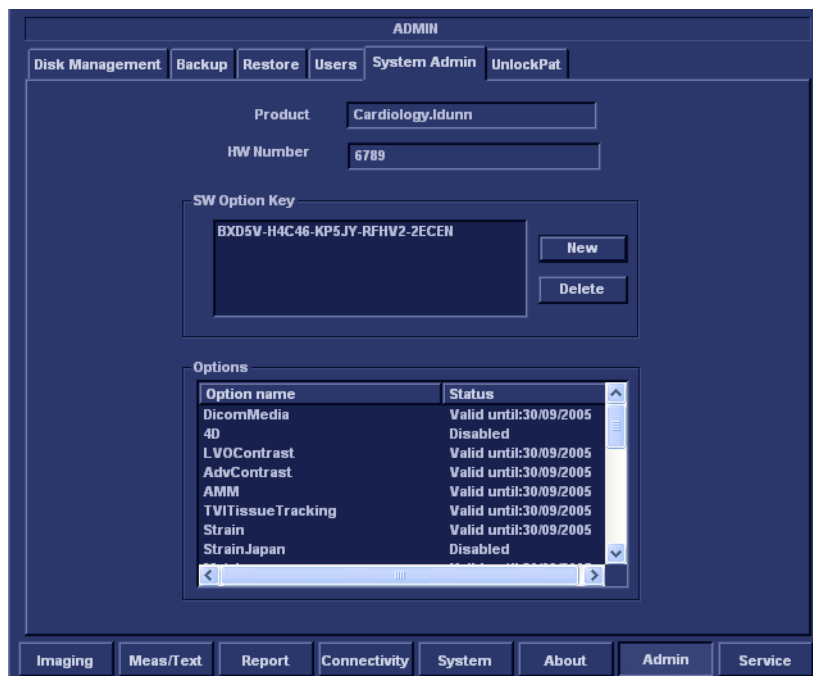 ADMIN
Disk Management Backup Restore Users System Admin UnlockPat
Product Cardiology.Idunn
HW Number 6789
SW Option Key
BXD5V-H4C46-KP5JY-RFHV2-2ECEN
New
Delete
Options
Option name Status
DicomMedia Valid until:30/09/2005
4D Disabled
LVOContrast Valid until:30/09/2005
AdvContrast Valid until:30/09/2005
AMM Valid until:30/09/2005
TVITissueTracking Valid until:30/09/2005
Strain Valid until:30/09/2005
StrainJapan Disabled
Imaging Meas/Text Report Connectivity System About Admin Service